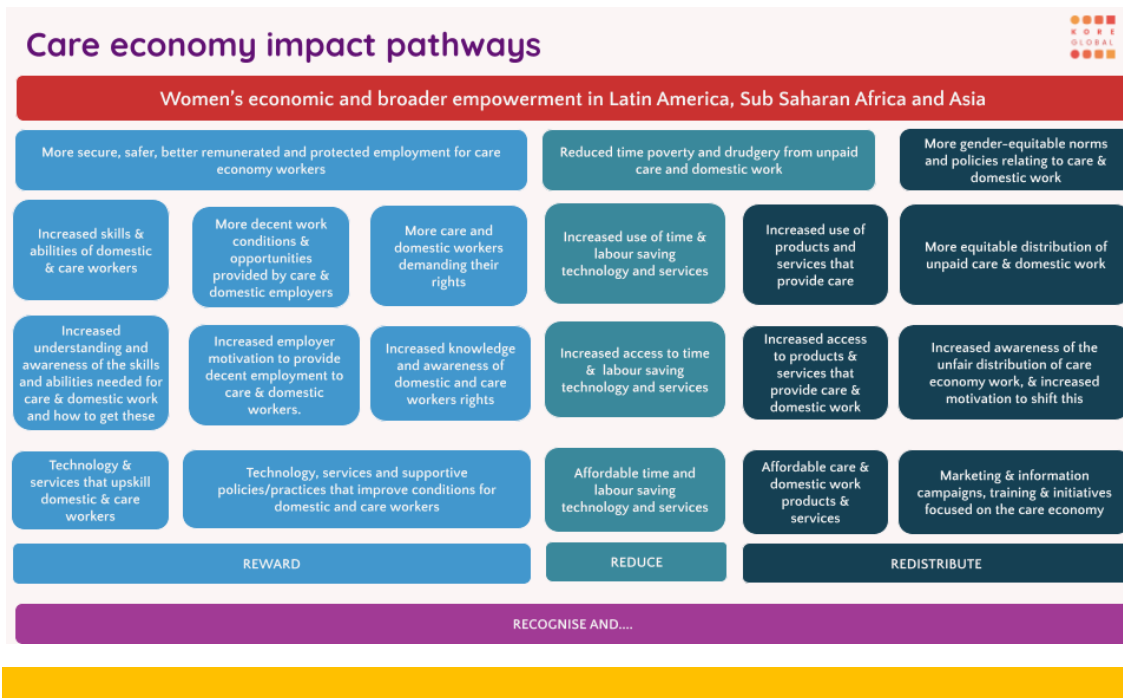 Care economy impact pathways
KORE
GLOBAL
Women's economic and broader empowerment in Latin America, Sub Saharan Africa and Asia
More secure, safer, better remunerated and protected employment for care
economy workers
Reduced time poverty and drudgery from unpaid
care and domestic work
More gender-equitable norms
and policies relating to care &
domestic work
Increased skills &
abilities of domestic
& care workers
More decent work
conditions &
opportunities
provided by care &
domestic employers
More care and
domestic workers
demanding their
rights
Increased use of time &
labour saving
technology and services
Increased use of
products and
services that
provide care
More equitable distribution of
unpaid care & domestic work
Increased
understanding and
awareness of the skills
and abilities needed for
care & domestic work
and how to get these
Increased employer
motivation to provide
decent employment to
care & domestic
workers.
Increased knowledge
and awareness of
domestic and care
workers rights
Increased access to time
& labour saving
technology and services
Increased access
to products &
services that
provide care &
domestic work
Increased awareness of the
unfair distribution of care
economy work, & increased
motivation to shift this
Technology &
services that upskill
domestic & care
workers
Technology, services and supportive
policies/practices that improve conditions for
domestic and care workers
Affordable time and
labour saving
technology and services
Affordable care &
domestic work
products &
services
Marketing & information
campaigns, training & initiatives
focused on the care economy
REWARD
REDUCE
REDISTRIBUTE
RECOGNISE AND....